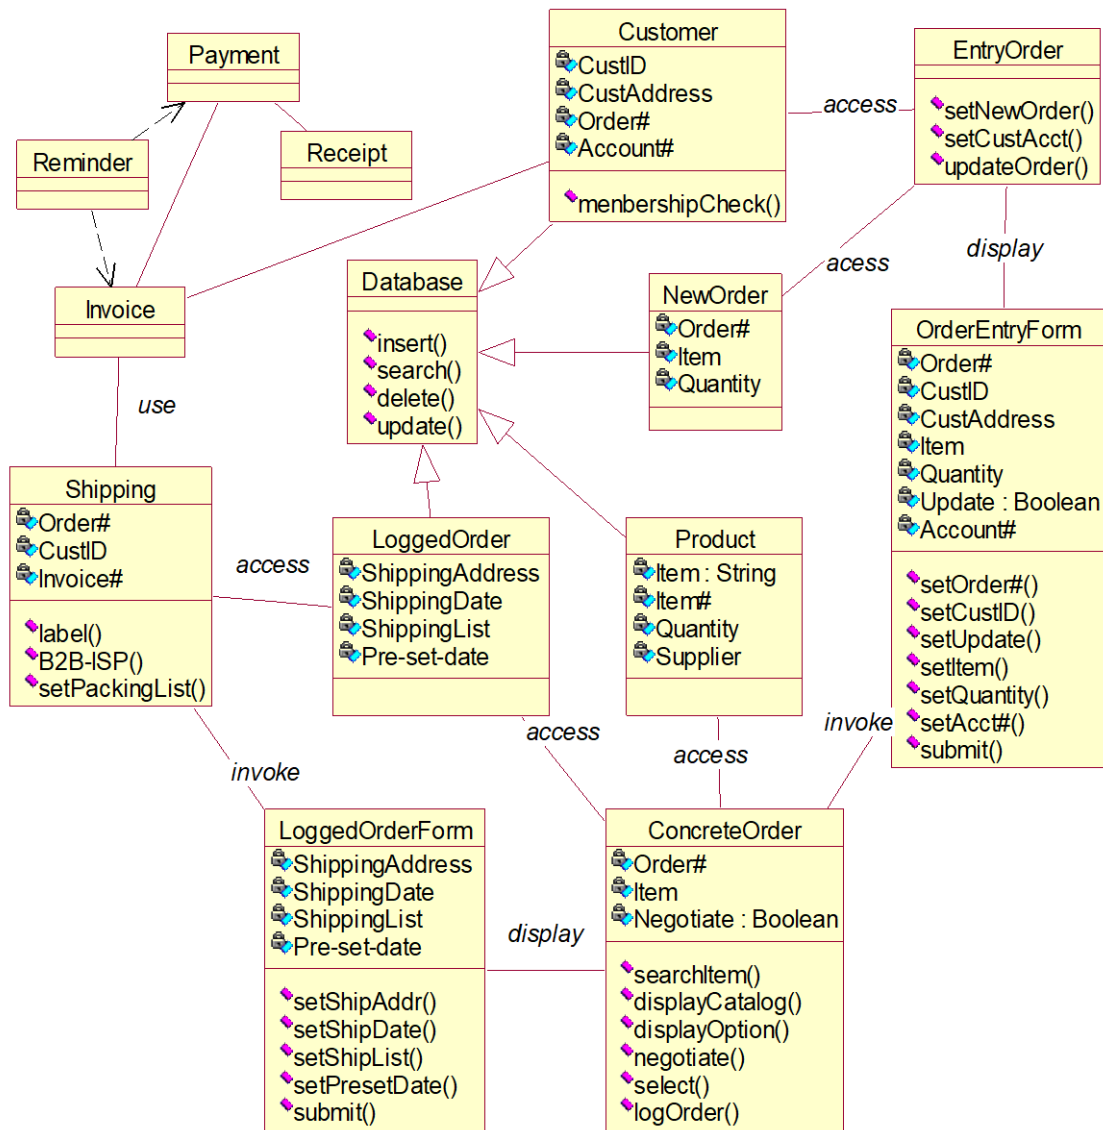 Payment
Customer
CustID
CustAddress
Order#
Account#
menbershipCheck()
EntryOrder
setNewOrder()
setCustAcct()
updateOrder()
access
Reminder
Receipt
Invoice
Database
insert()
search()
delete()
update()
NewOrder
Order#
Item
Quantity
acess
display
OrderEntryForm
Order#
CustID
CustAddress
Item
Quantity
Update : Boolean
Account#
setOrder#()
setCustID()
setUpdate()
setItem()
setQuantity()
setAcct#()
submit()
use
Shipping
Order#
CustID
Invoice#
label()
B2B-ISP()
setPackingList()
access
LoggedOrder
ShippingAddress
ShippingDate
ShippingList
Pre-set-date
Product
Item : String
Item#
Quantity
Supplier
invoke
access
access
invoke
LoggedOrderForm
ShippingAddress
ShippingDate
ShippingList
Pre-set-date
setShipAddr()
setShipDate()
setShipList()
setPresetDate()
submit()
display
ConcreteOrder
Order#
Item
Negotiate : Boolean
searchItem()
displayCatalog()
displayOption()
negotiate()
select()
logOrder()